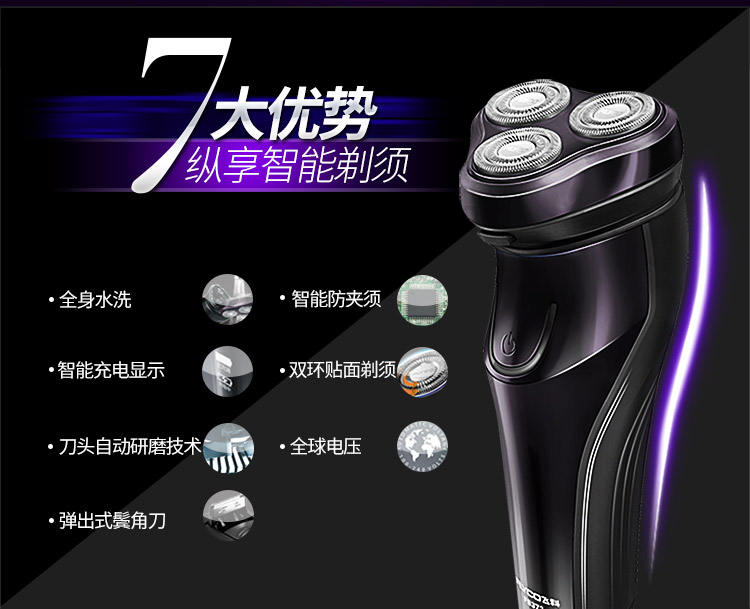 7大优势
纵享智能剃须
• 全身水洗
• 智能防夹须
• 智能充电显示
• 双环贴面剃须
• 刀头自动研磨技术
• 全球电压
• 弹出式鬓角刀
飞科